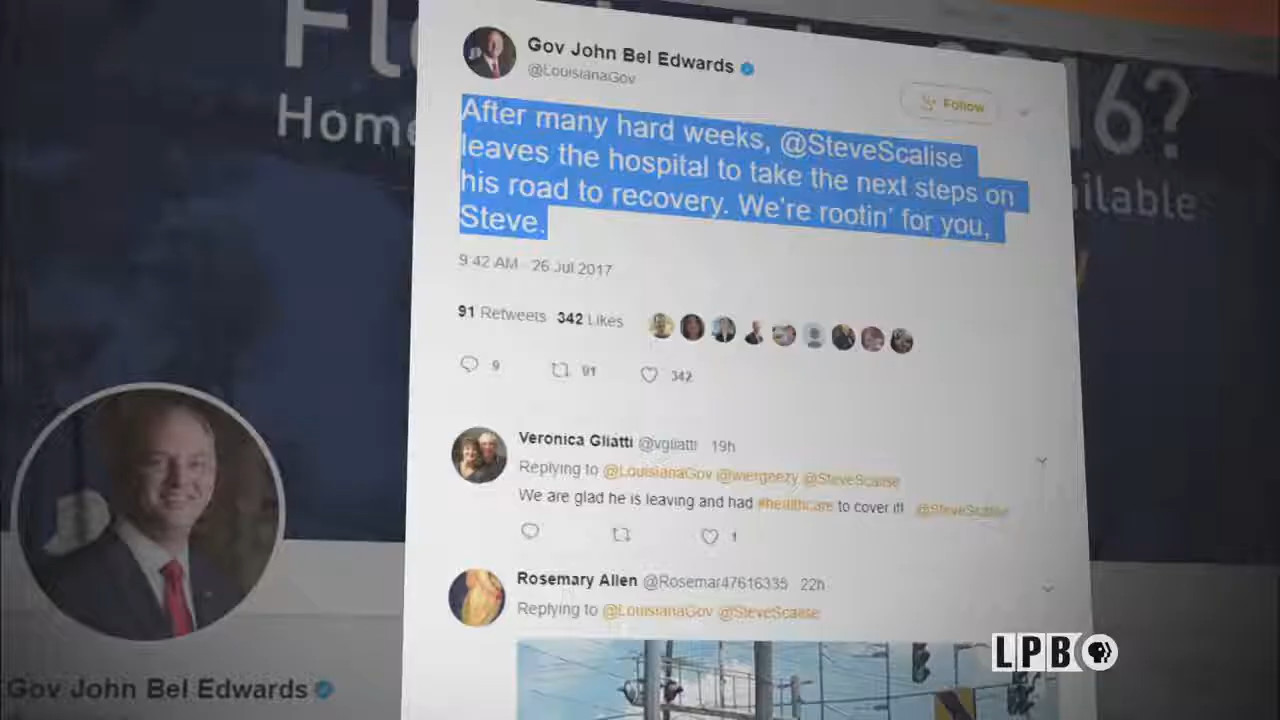 Flo
6?
Home
ailable
Gov John Bel Edwards
@LouisianaGov
Follow
After many hard weeks, @SteveScalise
leaves the hospital to take the next steps on
his road to recovery. We're rootin' for you,
Steve.
9:42 AM - 26 Jul 2017
91 Retweets 342 Likes
9 91 342
Veronica Gliatti @vgliatti 19h
Replying to @LouisianaGov @wiergeezy @SteveScalise
We are glad he is leaving and had #healthcare to cover it! @SteveScalise
1
Rosemary Allen @Rosemar47616335 22h
Replying to @LouisianaGov @SteveScalise
LPB
Gov John Bel Edwards